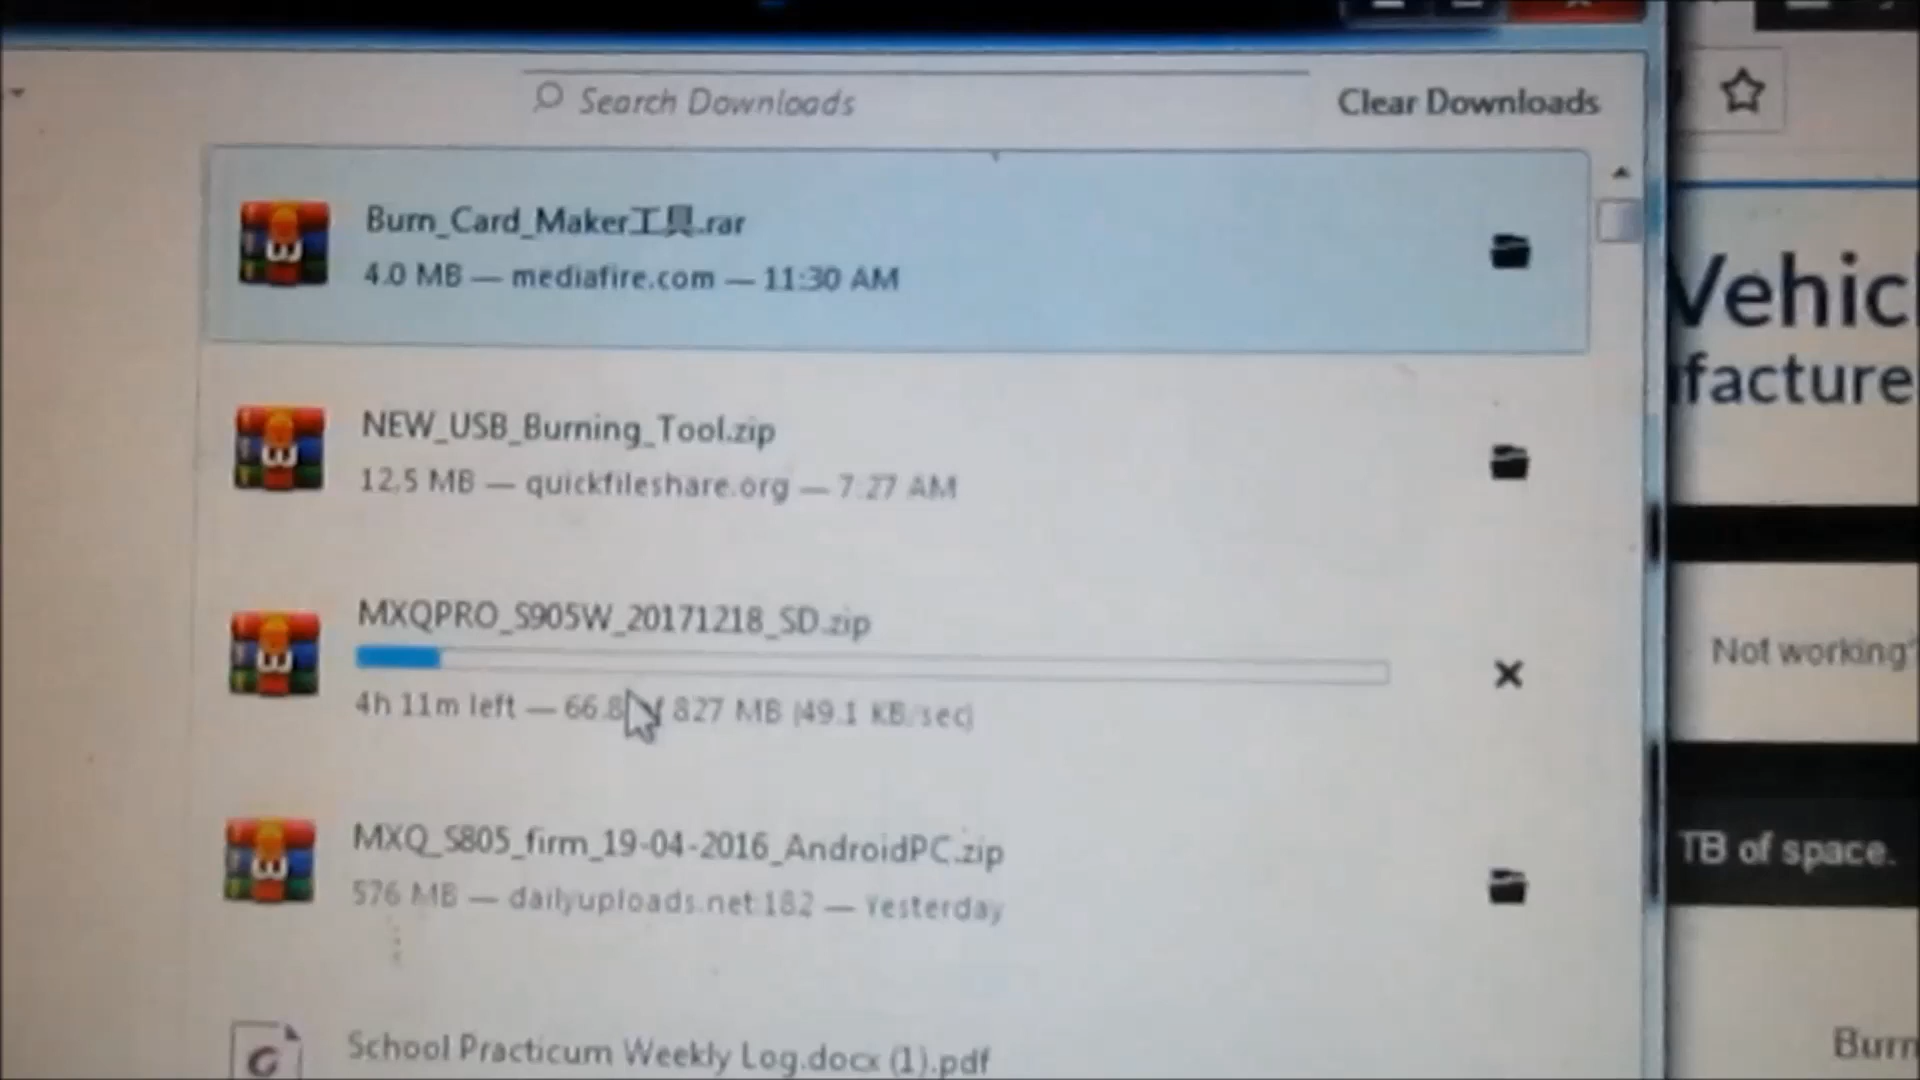 Search Downloads
Clear Downloads
Burn_Card_Maker工具.rar
4.0 MB — mediafire.com — 11:30 AM
NEW_USB_Burning_Tool.zip
12.5 MB — quickfileshare.org — 7:27 AM
MXQPRO_S905W_20171218_SD.zip
4h 11m left — 66.8 827 MB (49.1 KB/sec)
MXQ_S805_firm_19-04-2016_AndroidPC.zip
576 MB — dailyuploads.net:182 — Yesterday
School Practicum Weekly Log.docx (1).pdf
Vehic
facture
Not working?
TB of space.
Burn